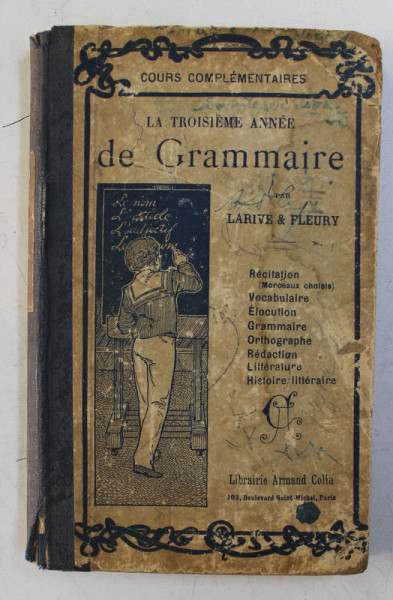 COURS COMPLÉMENTAIRES
LA TROISIÈME ANNÉE
de Grammaire
PAR
LARIVE & FLEURY
Le nom
L'article
L'adjectif
Le
Récitation
(Morceaux choisis)
Vocabulaire
Élocution
Grammaire
Orthographe
Rédaction
Littérature
Histoire littéraire
Librairie Armand Colin
103, Boulevard Saint-Michel, Paris